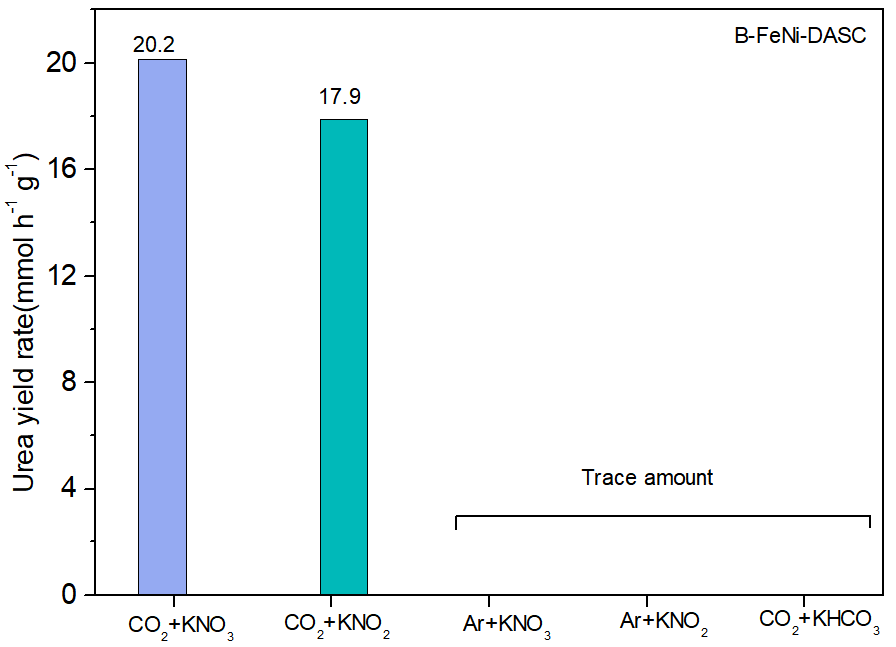 B-FeNi-DASC
20.2
17.9
Trace amount
Urea yield rate(mmol h⁻¹ g⁻¹)
20
16
12
8
4
0
CO₂+KNO₃
CO₂+KNO₂
Ar+KNO₃
Ar+KNO₂
CO₂+KHCO₃